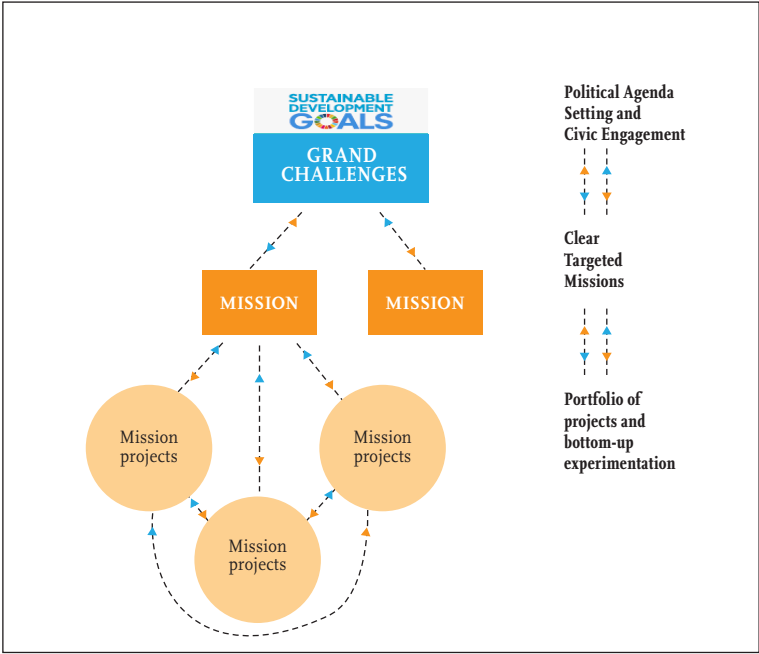 SUSTAINABLE
DEVELOPMENT
GOALS
GRAND
CHALLENGES
MISSION
MISSION
Mission
projects
Mission
projects
Mission
projects
Political Agenda
Setting and
Civic Engagement
Clear
Targeted
Missions
Portfolio of
projects and
bottom-up
experimentation